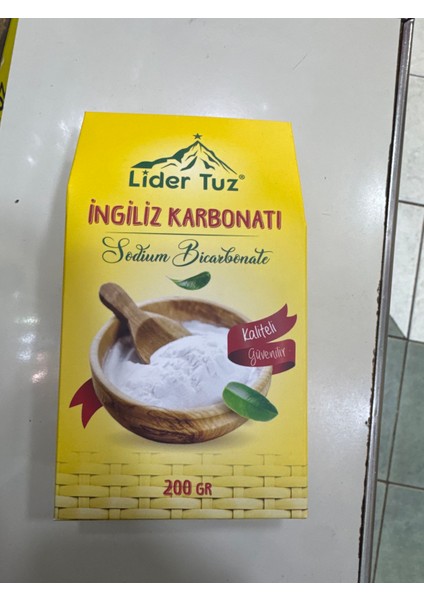 Lider Tuz®
İNGİLİZ KARBONATI
Sodium Bicarbonate
Kaliteli
Güvenilir
200 GR